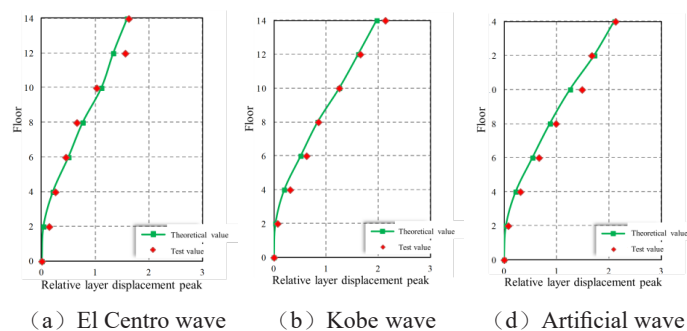 14
12
10
8
6
4
2
0
Floor
0 1 2 3
Relative layer displacement peak
Theoretical value
Test value
(a) El Centro wave
14
12
10
8
6
4
2
0
Floor
0 1 2 3
Relative layer displacement peak
Theoretical value
Test value
(b) Kobe wave
4
2
0
8
6
4
2
0
Floor
0 1 2 3
Relative layer displacement peak
Theoretical value
Test value
(d) Artificial wave